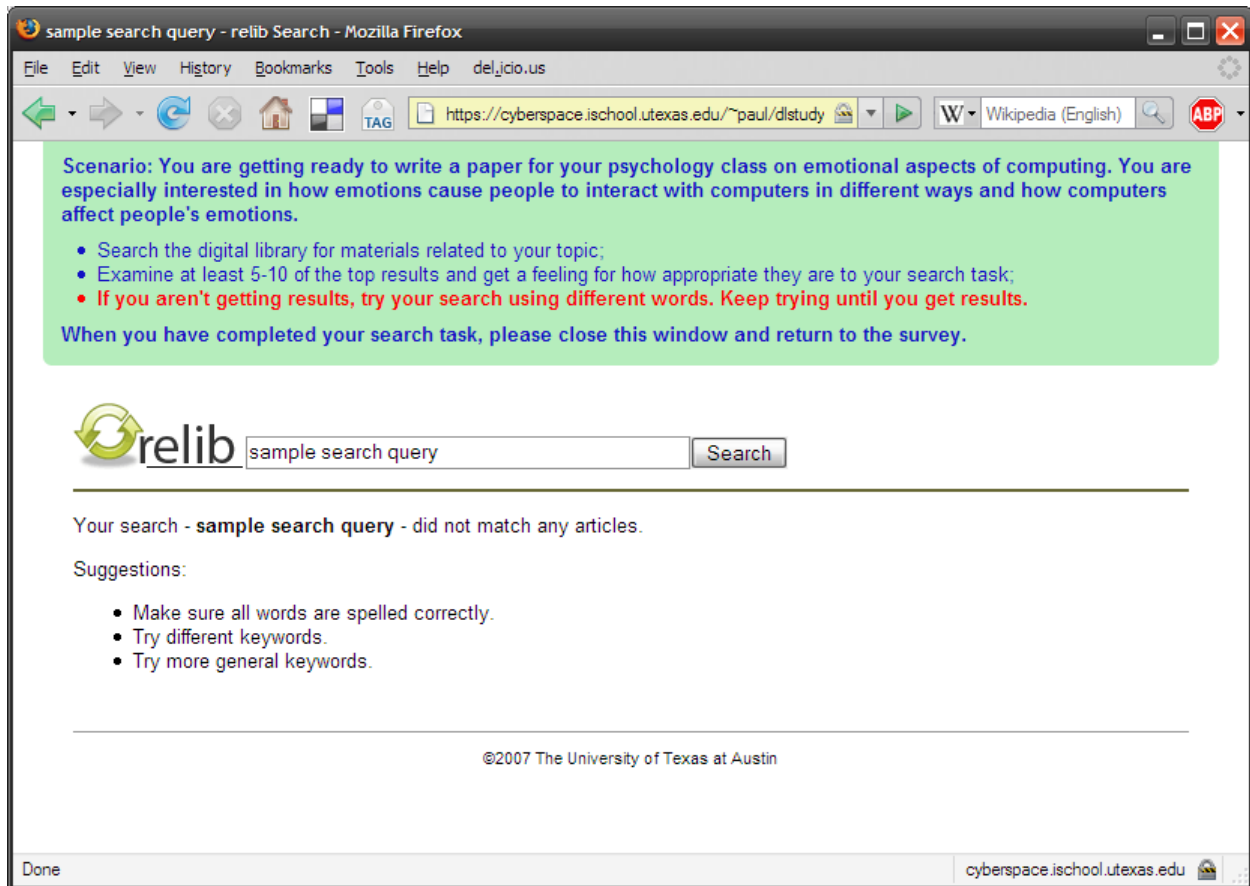 sample search query - relib Search - Mozilla Firefox
File Edit View History Bookmarks Tools Help del.icio.us
TAG https://cyberspace.ischool.utexas.edu/~paul/dlstudy W Wikipedia (English) ABP
Scenario: You are getting ready to write a paper for your psychology class on emotional aspects of computing. You are
especially interested in how emotions cause people to interact with computers in different ways and how computers
affect people's emotions.
• Search the digital library for materials related to your topic;
• Examine at least 5-10 of the top results and get a feeling for how appropriate they are to your search task;
• If you aren't getting results, try your search using different words. Keep trying until you get results.
When you have completed your search task, please close this window and return to the survey.
relib sample search query Search
Your search - sample search query - did not match any articles.
Suggestions:
• Make sure all words are spelled correctly.
• Try different keywords.
• Try more general keywords.
©2007 The University of Texas at Austin
Done cyberspace.ischool.utexas.edu